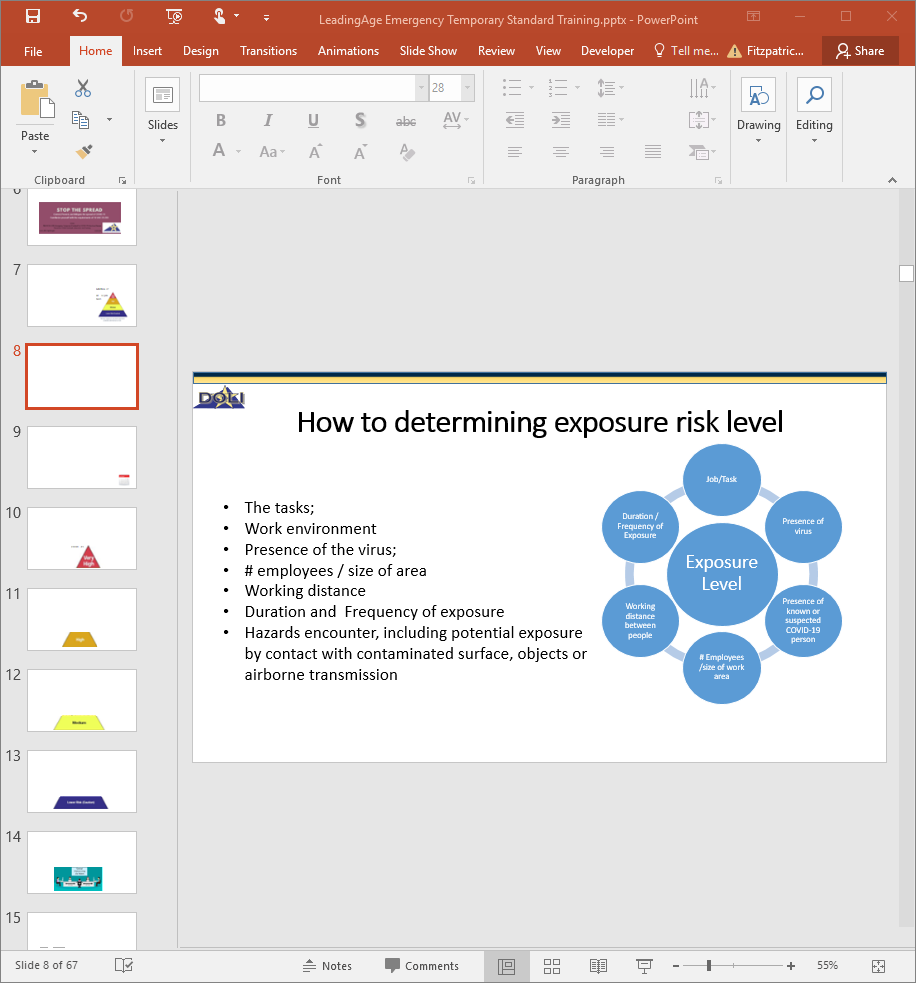 LeadingAge Emergency Temporary Standard Training.pptx - PowerPoint
File Home Insert Design Transitions Animations Slide Show Review View Developer Tell me... Fitzpatric... Share
Paste
Slides
28
B I U S abc AV
A Aa A A A
Drawing
Editing
Clipboard
Font
Paragraph
6
STOP THE SPREAD
7
8
9
10
Very
High
11
High
12
Medium
13
Lower Risk (Caution)
14
15
DOLI
How to determining exposure risk level
• The tasks;
• Work environment
• Presence of the virus;
• # employees / size of area
• Working distance
• Duration and  Frequency of exposure
• Hazards encounter, including potential exposure
by contact with contaminated surface, objects or
airborne transmission
Exposure
Level
Job/Task
Presence of
virus
Presence of
known or
suspected
COVID-19
person
# Employees
/size of work
area
Working
distance
between
people
Duration /
Frequency of
Exposure
Slide 8 of 67
Notes
Comments
55%